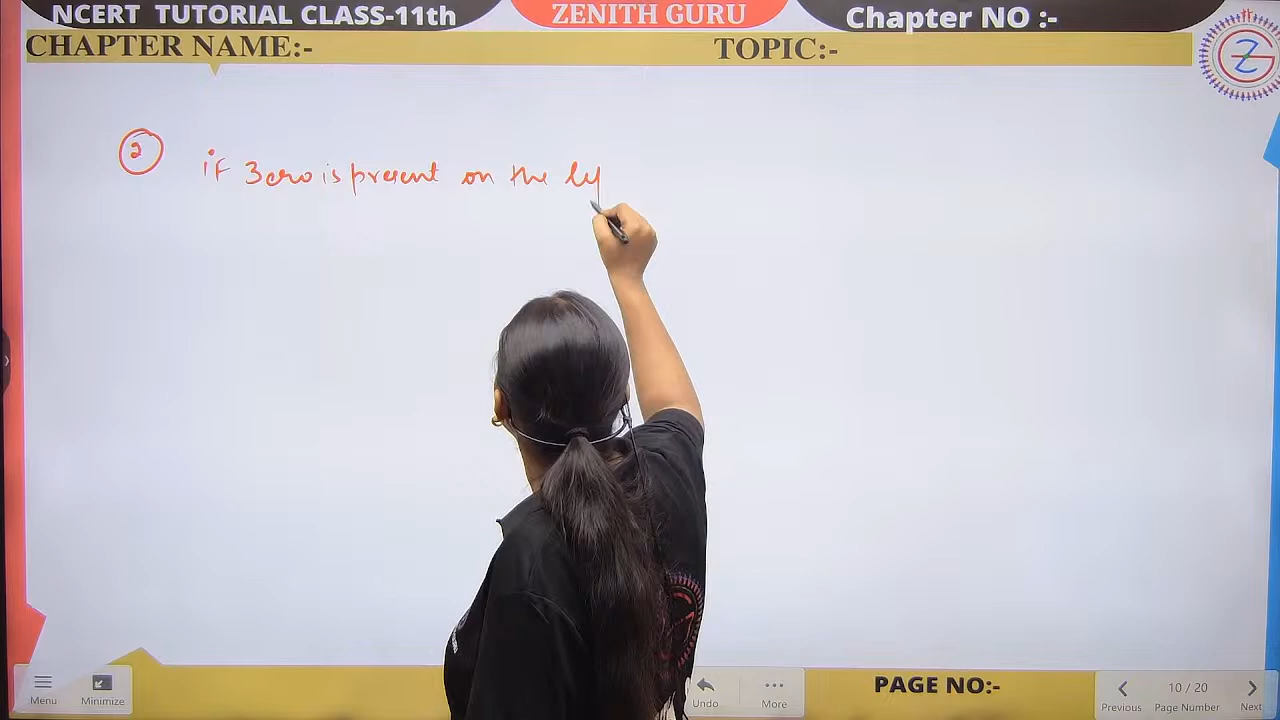 NCERT TUTORIAL CLASS-11th
ZENITH GURU
Chapter NO :-
CHAPTER NAME:-
TOPIC:-
2
if zero is present on the lef
Menu
Minimize
Undo
More
PAGE NO:-
Previous
10 / 20
Page Number
Next